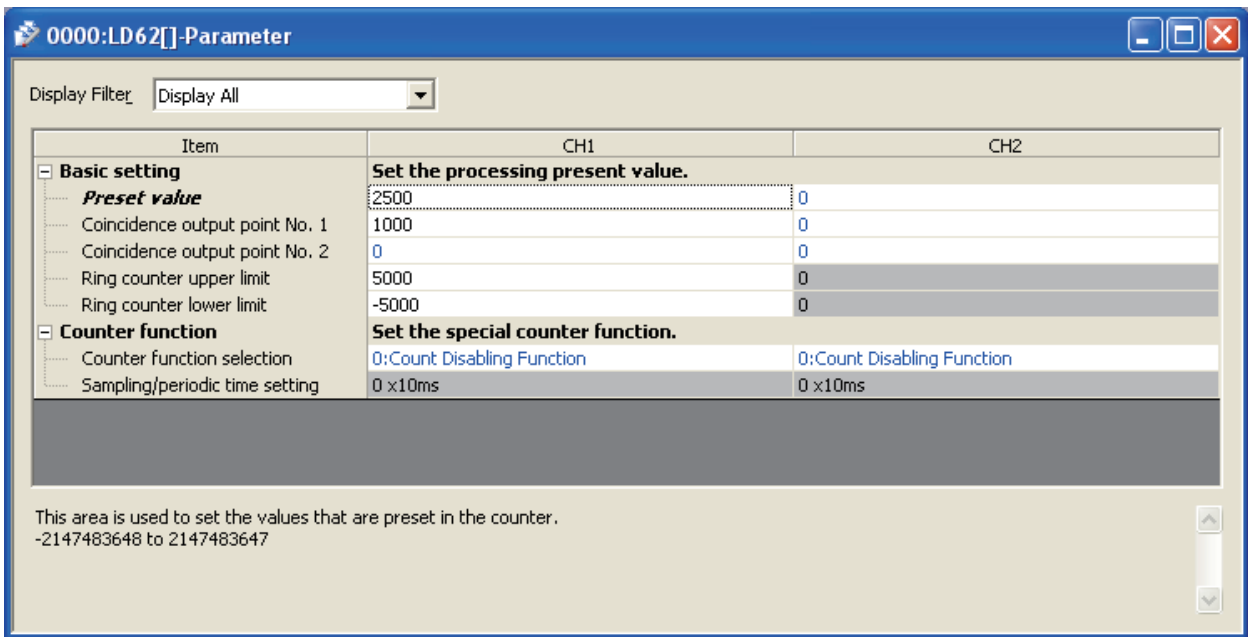 0000:LD62[]-Parameter
Display Filter Display All
Item CH1 CH2
Basic setting Set the processing present value.
Preset value 2500 0
Coincidence output point No. 1 1000 0
Coincidence output point No. 2 0 0
Ring counter upper limit 5000 0
Ring counter lower limit -5000 0
Counter function Set the special counter function.
Counter function selection 0:Count Disabling Function 0:Count Disabling Function
Sampling/periodic time setting 0 x10ms 0 x10ms
This area is used to set the values that are preset in the counter.
-2147483648 to 2147483647